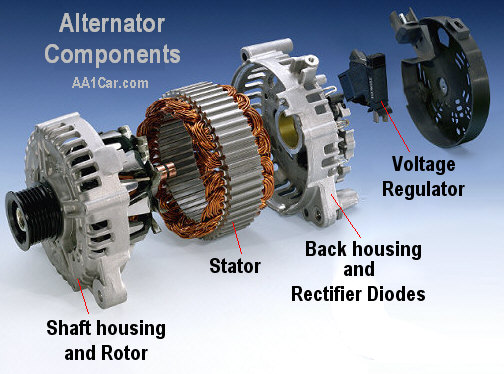 Alternator
Components
AA1Car.com
Voltage
Regulator
Stator
Back housing
and
Rectifier Diodes
Shaft housing
and Rotor